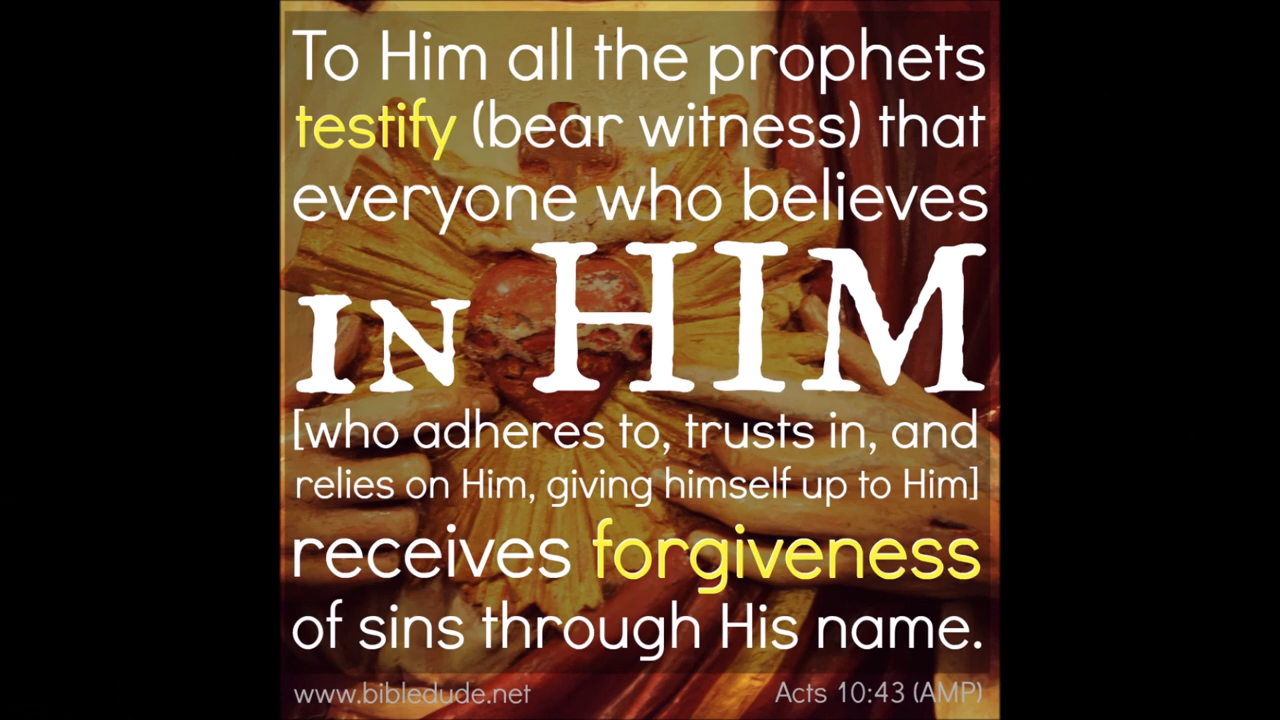 To Him all the prophets
testify (bear witness) that
everyone who believes
IN HIM
[who adheres to, trusts in, and
relies on Him, giving himself up to Him]
receives forgiveness
of sins through His name.
www.bibledude.net
Acts 10:43 (AMP)